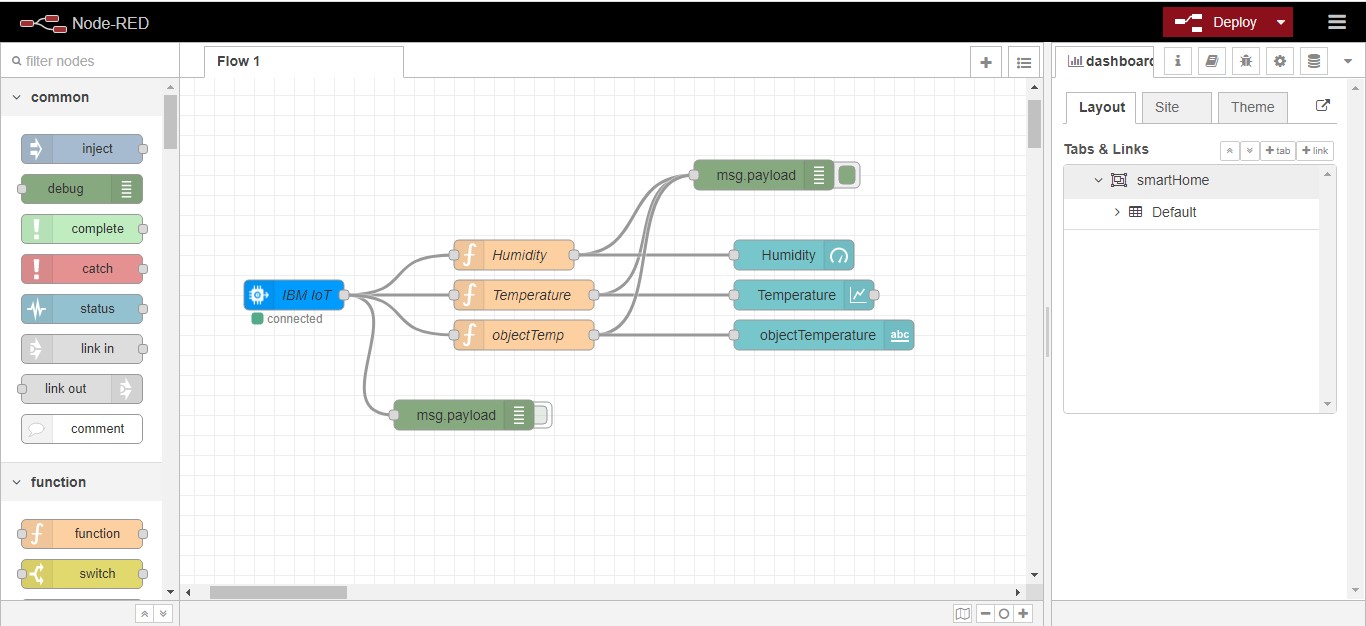 Node-RED
Deploy
filter nodes
Flow 1
dashboard
common
inject
debug
complete
catch
status
link in
link out
comment
function
function
switch
msg.payload
Humidity
Humidity
IBM IoT
connected
Temperature
Temperature
objectTemp
objectTemperature
abc
msg.payload
Layout
Site
Theme
Tabs & Links
tab
link
smartHome
Default